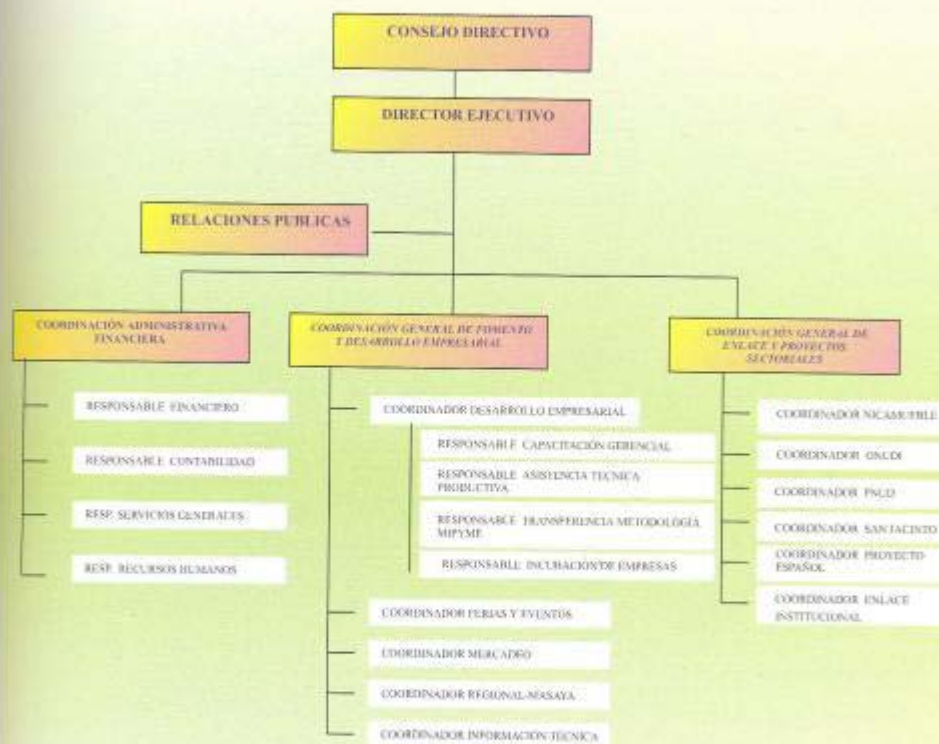 CONSEJO DIRECTIVO
DIRECTOR EJECUTIVO
RELACIONES PUBLICAS
COORDINACIÓN ADMINISTRATIVA
FINANCIERA
RESPONSABLE FINANCIERO
RESPONSABLE CONTABILIDAD
RESP. SERVICIOS GENERALES
RESP. RECURSOS HUMANOS
COORDINACIÓN GENERAL DE FOMENTO
Y DESARROLLO EMPRESARIAL
COORDINADOR DESARROLLO EMPRESARIAL
RESPONSABLE CAPACITACIÓN GERENCIAL
RESPONSABLE ASISTENCIA TECNICA
PRODUCTIVA
RESPONSABLE TRANSFERENCIA METODOLOGÍA
MIPYME
RESPONSABLE INCUBACION DE EMPRESAS
COORDINADOR FERIAS Y EVENTOS
COORDINADOR MERCADEO
COORDINADOR REGIONAL-MASAYA
COORDINADOR INFORMACIÓN TECNICA
COORDINACIÓN GENERAL DE
ENLACE Y PROYECTOS
SECTORIALES
COORDINADOR NICAMUEBLE
COORDINADOR ONUDI
COORDINADOR PNUD
COORDINADOR SAN JACINTO
COORDINADOR PROYECTO
ESPAÑOL
COORDINADOR ENLACE
INSTITUCIONAL